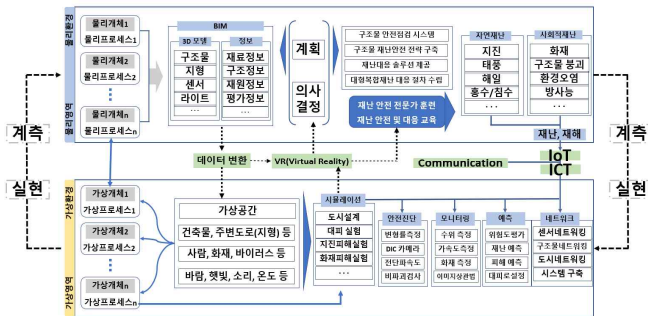 물리환경
물리영역
물리개체1
물리프로세스1
물리개체2
물리프로세스2
물리개체n
물리프로세스n
BIM
3D 모델
정보
구조물
지형
센서
라이트
...
재료정보
구조정보
재원정보
평가정보
...
계획
의사
결정
구조물 안전점검 시스템
구조물 재난안전 전략 구축
재난대응 솔루션 제공
대형복합재난 대응 절차 수립
재난 안전 전문가 훈련
재난 안전 및 대응 교육
자연재난
지진
태풍
해일
홍수/침수
...
사회적재난
화재
구조물 붕괴
환경오염
방사능
...
재난, 재해
계측
실현
계측
실현
데이터 변환
VR(Virtual Reality)
Communication
IoT
ICT
가상환경
가상영역
가상개체1
가상프로세스1
가상개체2
가상프로세스2
가상개체n
가상프로세스n
가상공간
건축물, 주변도로(지형) 등
사람, 화재, 바이러스 등
바람, 햇빛, 소리, 온도 등
시뮬레이션
도시설계
대피 실험
지진피해실험
화재피해실험
...
안전진단
변형률측정
DIC 카메라
전단파속도
비파괴검사
모니터링
수위 측정
가속도측정
화재 측정
이미지상관법
예측
위험도평가
재난 예측
피해 예측
대피로설정
네트워크
센서네트워킹
구조물네트워킹
도시네트워킹
시스템 구축